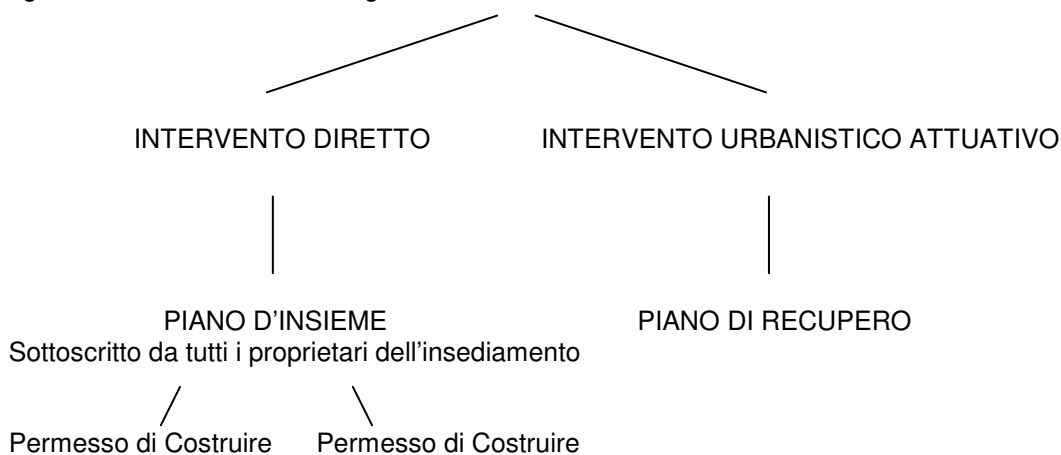 INTERVENTO DIRETTO INTERVENTO URBANISTICO ATTUATIVO
PIANO D'INSIEME PIANO DI RECUPERO
Sottoscritto da tutti i proprietari dell'insediamento
Permesso di Costruire Permesso di Costruire